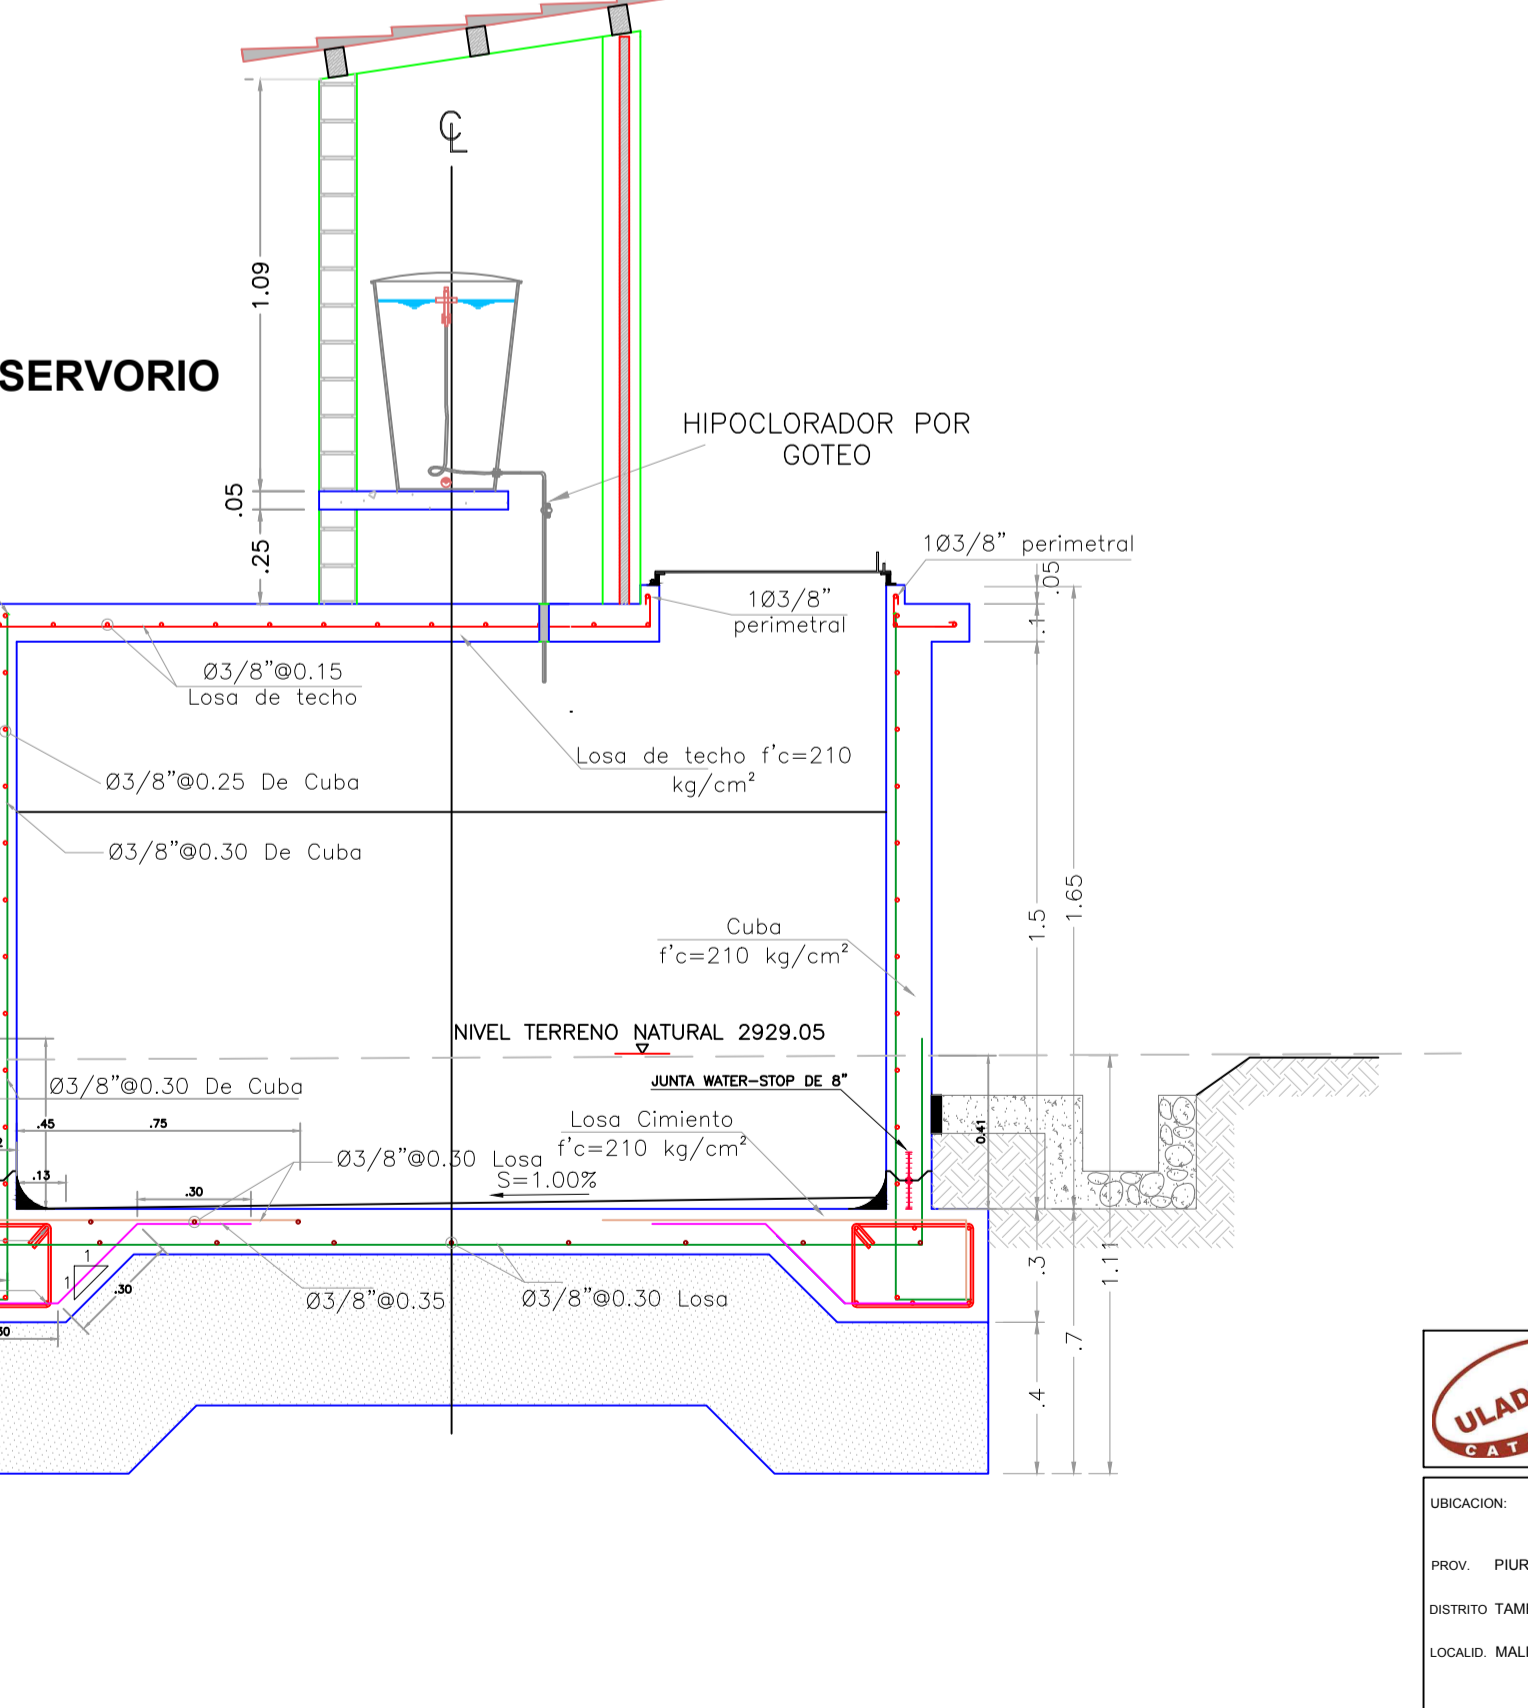 ℄
1.09
SERVORIO
HIPOCLORADOR POR
GOTEO
.05
.25
1Ø3/8" perimetral
.05
1Ø3/8"
perimetral
.1
Ø3/8"@0.15
Losa de techo
Losa de techo f'c=210
kg/cm²
Ø3/8"@0.25 De Cuba
Ø3/8"@0.30 De Cuba
1.65
1.5
Cuba
f'c=210 kg/cm²
NIVEL TERRENO NATURAL 2929.05
JUNTA WATER-STOP DE 8"
Ø3/8"@0.30 De Cuba
.45
.75
Losa Cimiento
f'c=210 kg/cm²
0.41
Ø3/8"@0.30 Losa
S=1.00%
.13
.30
1
1
.30
Ø3/8"@0.35
Ø3/8"@0.30 Losa
.3
1.11
.7
.4
ULAD
CAT
UBICACION:
PROV. PIUR
DISTRITO TAM
LOCALID. MAL